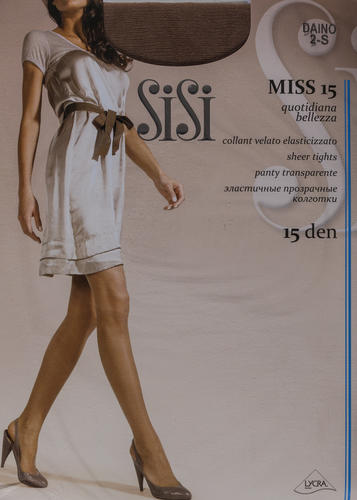 DAINO
2-S
MISS 15
quotidiana
bellezza
SiSi
collant velato elasticizzato
sheer tights
panty transparente
эластичные прозрачные
колготки
15 den
LYCRA